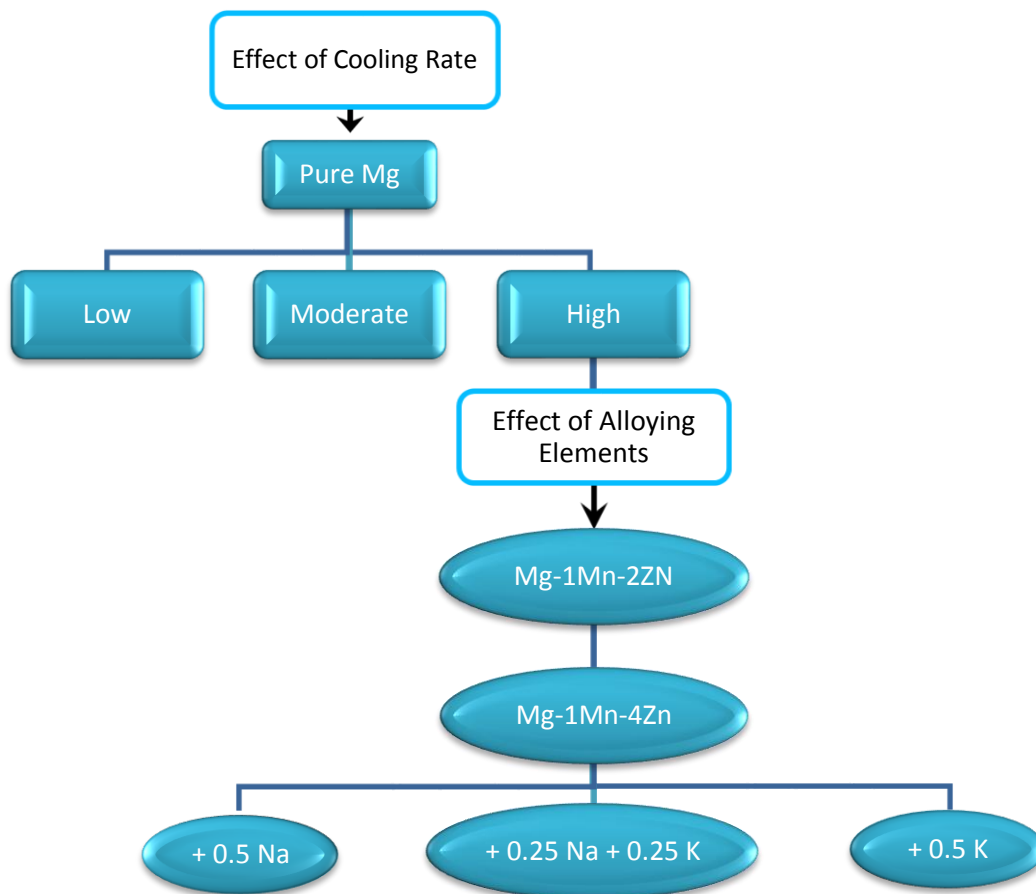 Effect of Cooling Rate
Pure Mg
Low
Moderate
High
Effect of Alloying
Elements
Mg-1Mn-2ZN
Mg-1Mn-4Zn
+ 0.5 Na
+ 0.25 Na + 0.25 K
+ 0.5 K